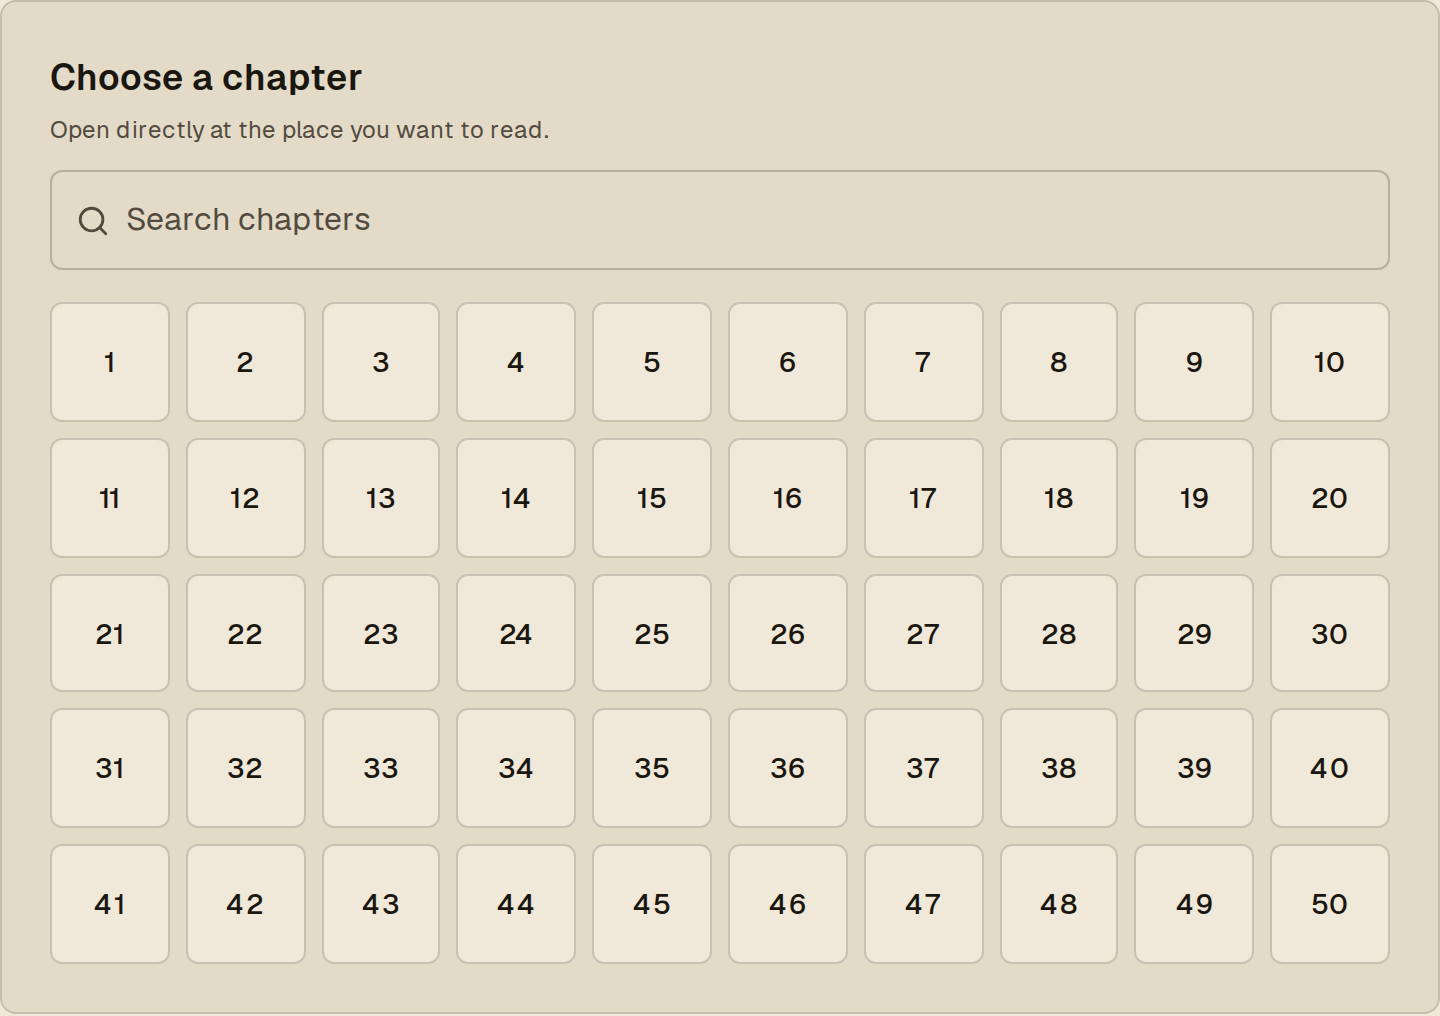 Choose a chapter
Open directly at the place you want to read.
Search chapters
1 2 3 4 5 6 7 8 9 10
11 12 13 14 15 16 17 18 19 20
21 22 23 24 25 26 27 28 29 30
31 32 33 34 35 36 37 38 39 40
41 42 43 44 45 46 47 48 49 50